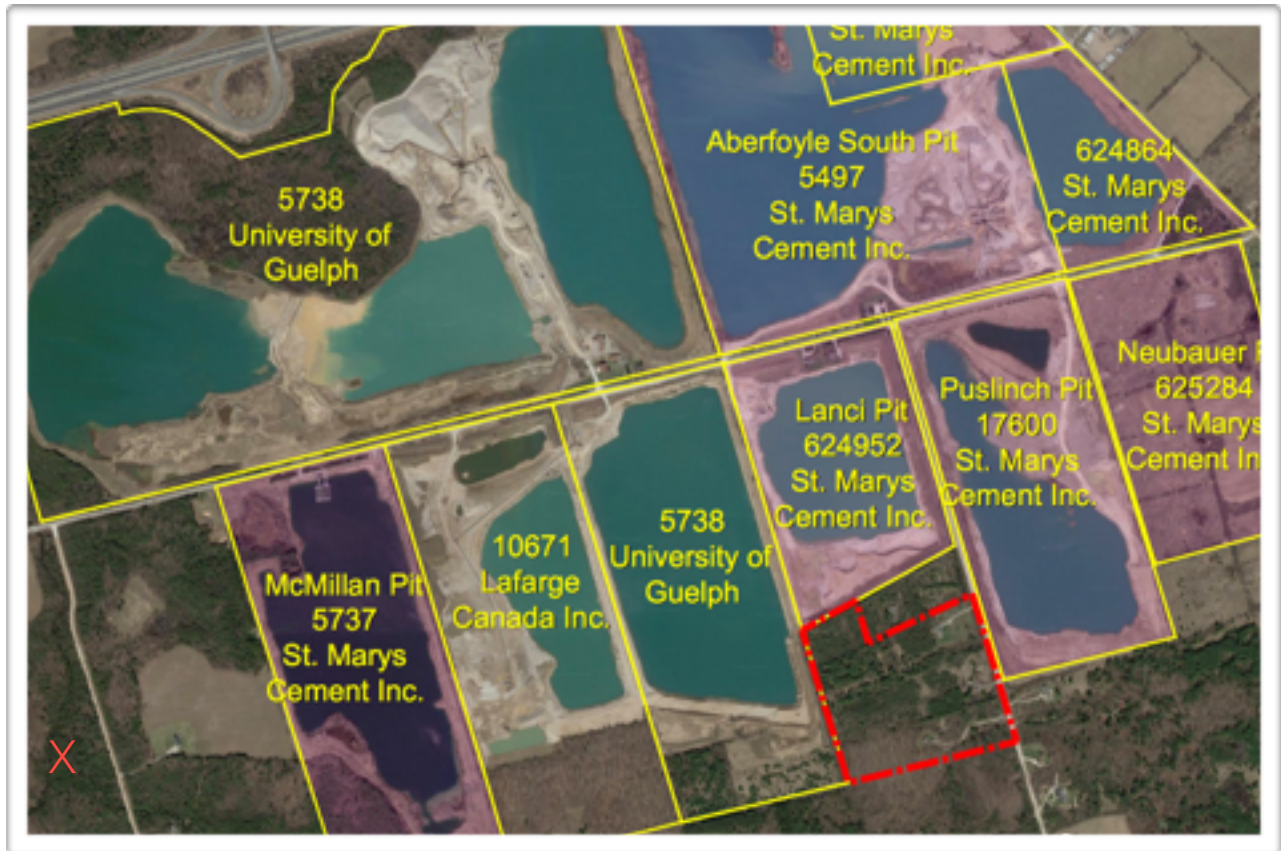 St. Marys
Cement Inc.
Aberfoyle South Pit
5497
St. Marys
Cement Inc.
624864
St. Marys
Cement Inc.
5738
University of
Guelph
Neubauer
625284
St. Marys
Cement In
Puslinch Pit
17600
St. Marys
Cement Inc.
Lanci Pit
624952
St. Marys
Cement Inc.
5738
University of
Guelph
10671
Lafarge
Canada Inc.
McMillan Pit
5737
St. Marys
Cement Inc.
X